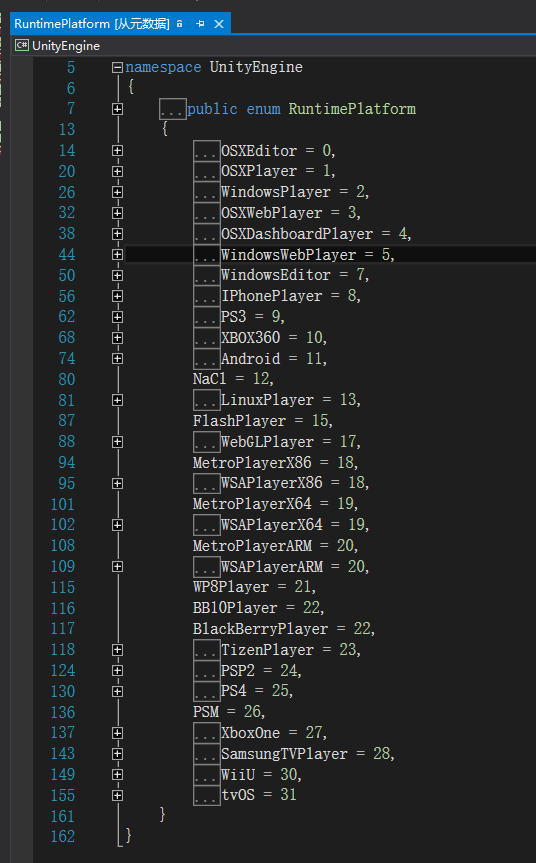 RuntimePlatform [从元数据]
C# UnityEngine
5 namespace UnityEngine
6 {
7 ...public enum RuntimePlatform
13 {
14 ...OSXEditor = 0,
20 ...OSXPlayer = 1,
26 ...WindowsPlayer = 2,
32 ...OSXWebPlayer = 3,
38 ...OSXDashboardPlayer = 4,
44 ...WindowsWebPlayer = 5,
50 ...WindowsEditor = 7,
56 ...IPhonePlayer = 8,
62 ...PS3 = 9,
68 ...XBOX360 = 10,
74 ...Android = 11,
80 NaCl = 12,
81 ...LinuxPlayer = 13,
87 FlashPlayer = 15,
88 ...WebGLPlayer = 17,
94 MetroPlayerX86 = 18,
95 ...WSAPlayerX86 = 18,
101 MetroPlayerX64 = 19,
102 ...WSAPlayerX64 = 19,
108 MetroPlayerARM = 20,
109 ...WSAPlayerARM = 20,
115 WP8Player = 21,
116 BB10Player = 22,
117 BlackBerryPlayer = 22,
118 ...TizenPlayer = 23,
124 ...PSP2 = 24,
130 ...PS4 = 25,
136 PSM = 26,
137 ...XboxOne = 27,
143 ...SamsungTVPlayer = 28,
149 ...WiiU = 30,
155 ...tvOS = 31
161 }
162 }